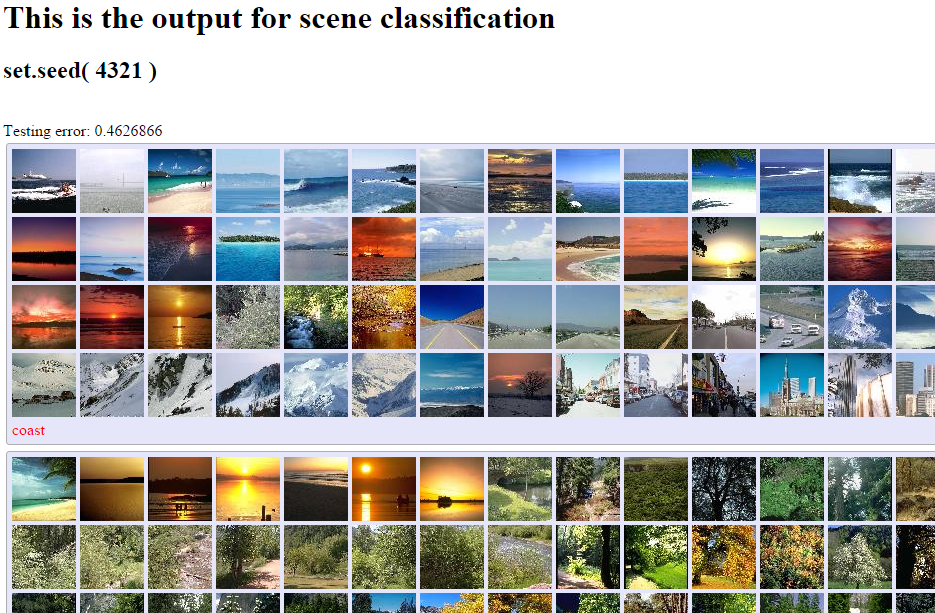 This is the output for scene classification
set.seed( 4321 )
Testing error: 0.4626866
coast